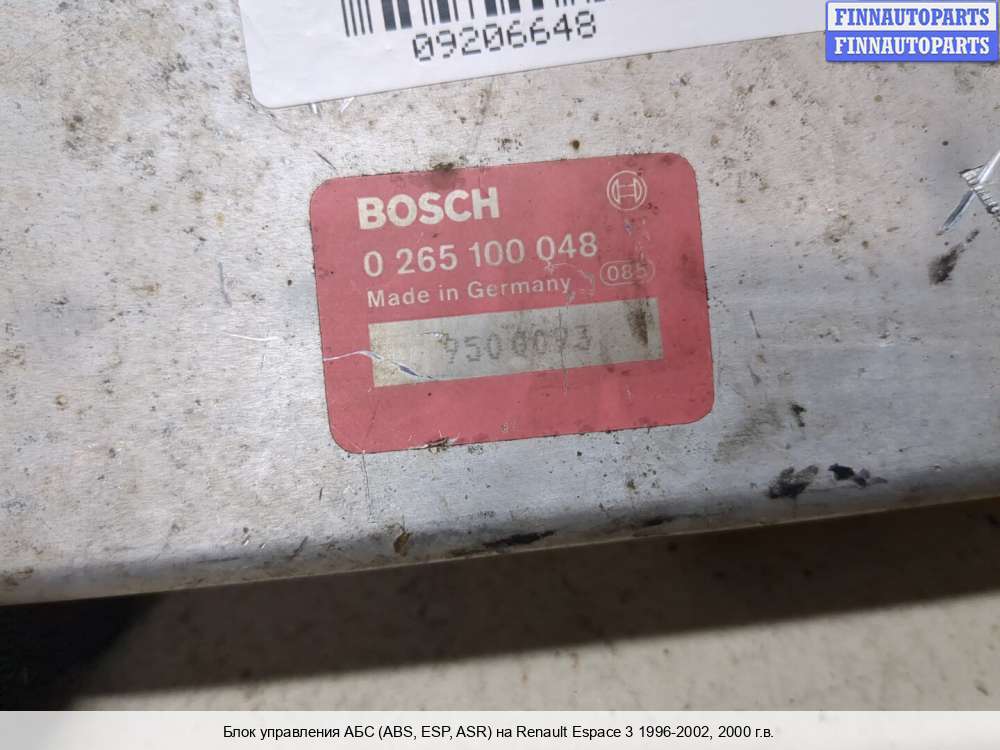 09206648
FINNAUTOPARTS
FINNAUTOPARTS
BOSCH
0 265 100 048
Made in Germany 085
9500093
Блок управления АБС (ABS, ESP, ASR) на Renault Espace 3 1996-2002, 2000 г.в.